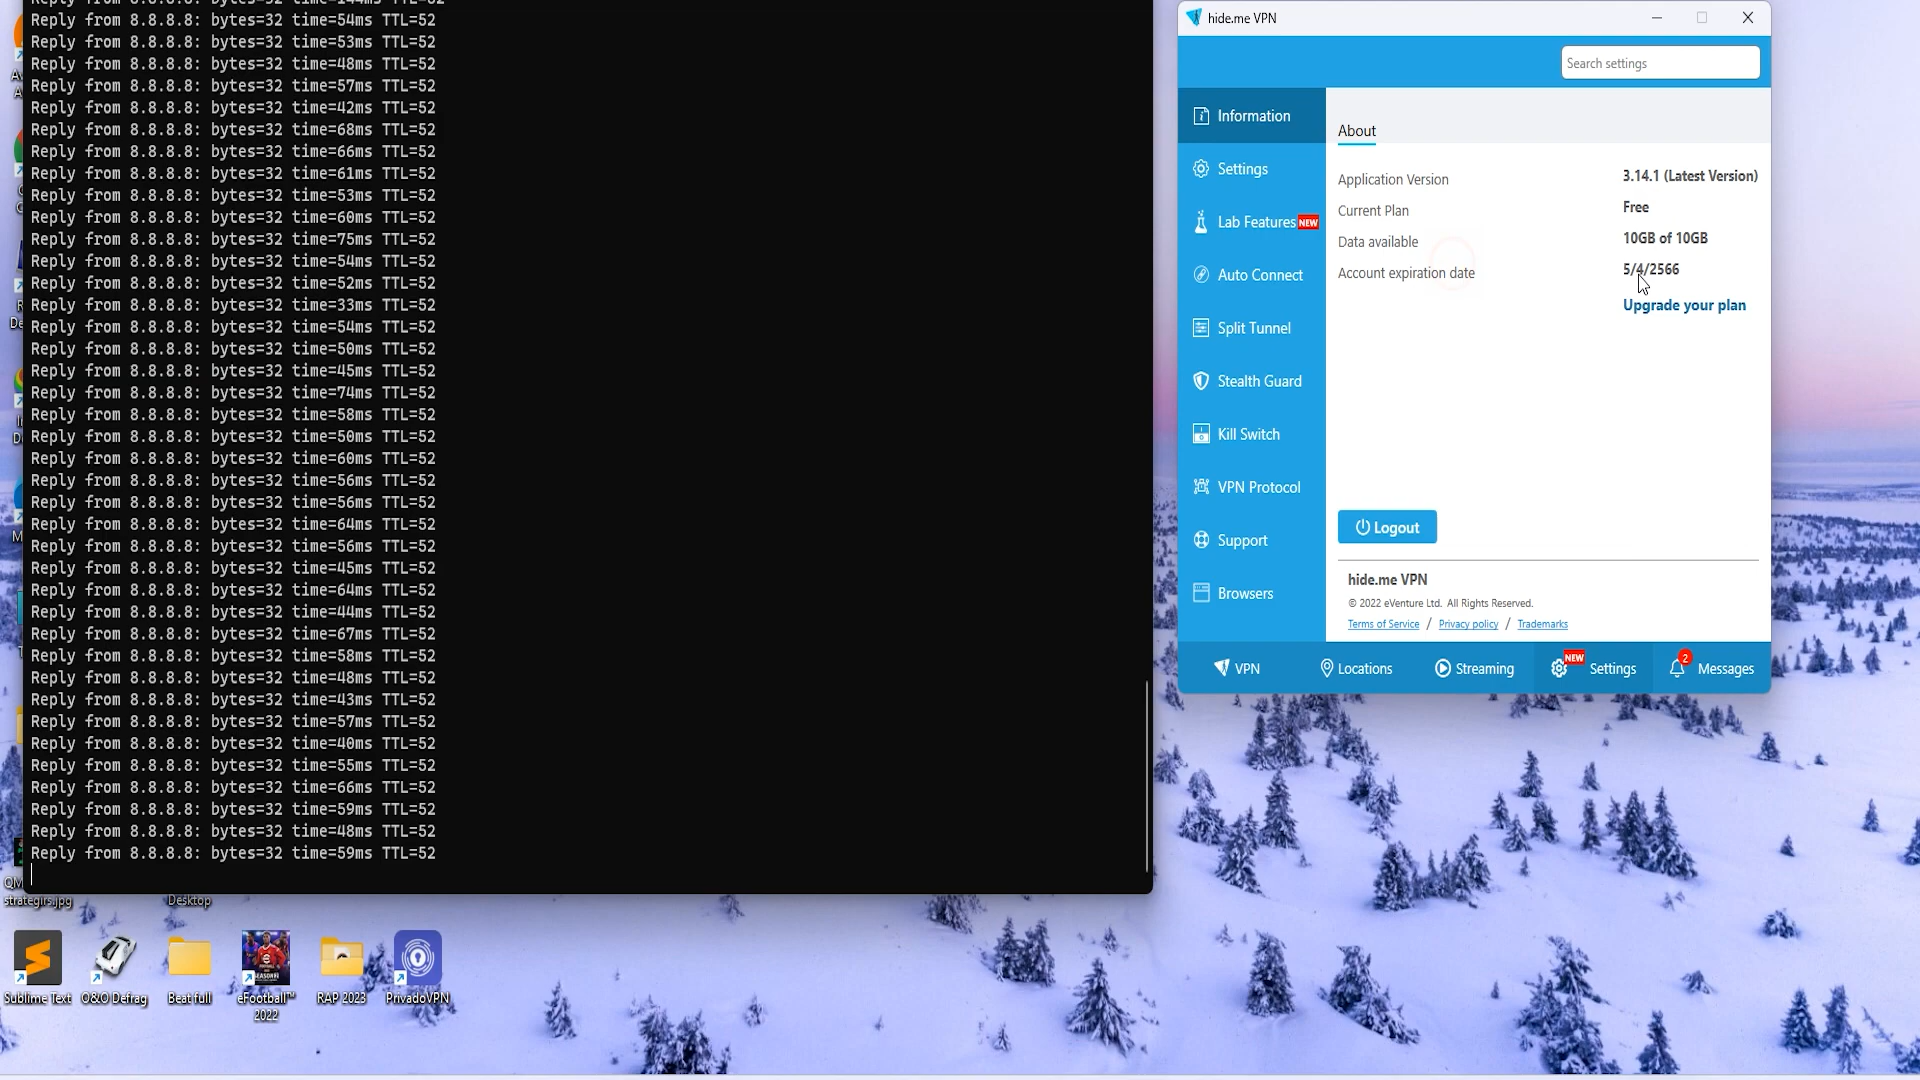 Reply from 8.8.8.8: bytes=32 time=54ms TTL=52
Reply from 8.8.8.8: bytes=32 time=53ms TTL=52
Reply from 8.8.8.8: bytes=32 time=48ms TTL=52
Reply from 8.8.8.8: bytes=32 time=57ms TTL=52
Reply from 8.8.8.8: bytes=32 time=42ms TTL=52
Reply from 8.8.8.8: bytes=32 time=68ms TTL=52
Reply from 8.8.8.8: bytes=32 time=66ms TTL=52
Reply from 8.8.8.8: bytes=32 time=61ms TTL=52
Reply from 8.8.8.8: bytes=32 time=53ms TTL=52
Reply from 8.8.8.8: bytes=32 time=60ms TTL=52
Reply from 8.8.8.8: bytes=32 time=75ms TTL=52
Reply from 8.8.8.8: bytes=32 time=54ms TTL=52
Reply from 8.8.8.8: bytes=32 time=52ms TTL=52
Reply from 8.8.8.8: bytes=32 time=33ms TTL=52
Reply from 8.8.8.8: bytes=32 time=54ms TTL=52
Reply from 8.8.8.8: bytes=32 time=50ms TTL=52
Reply from 8.8.8.8: bytes=32 time=45ms TTL=52
Reply from 8.8.8.8: bytes=32 time=74ms TTL=52
Reply from 8.8.8.8: bytes=32 time=58ms TTL=52
Reply from 8.8.8.8: bytes=32 time=50ms TTL=52
Reply from 8.8.8.8: bytes=32 time=60ms TTL=52
Reply from 8.8.8.8: bytes=32 time=56ms TTL=52
Reply from 8.8.8.8: bytes=32 time=56ms TTL=52
Reply from 8.8.8.8: bytes=32 time=64ms TTL=52
Reply from 8.8.8.8: bytes=32 time=56ms TTL=52
Reply from 8.8.8.8: bytes=32 time=45ms TTL=52
Reply from 8.8.8.8: bytes=32 time=64ms TTL=52
Reply from 8.8.8.8: bytes=32 time=44ms TTL=52
Reply from 8.8.8.8: bytes=32 time=67ms TTL=52
Reply from 8.8.8.8: bytes=32 time=58ms TTL=52
Reply from 8.8.8.8: bytes=32 time=48ms TTL=52
Reply from 8.8.8.8: bytes=32 time=43ms TTL=52
Reply from 8.8.8.8: bytes=32 time=57ms TTL=52
Reply from 8.8.8.8: bytes=32 time=40ms TTL=52
Reply from 8.8.8.8: bytes=32 time=55ms TTL=52
Reply from 8.8.8.8: bytes=32 time=66ms TTL=52
Reply from 8.8.8.8: bytes=32 time=59ms TTL=52
Reply from 8.8.8.8: bytes=32 time=48ms TTL=52
Reply from 8.8.8.8: bytes=32 time=59ms TTL=52
hide.me VPN
Search settings
Information
Settings
Lab Features NEW
Auto Connect
Split Tunnel
Stealth Guard
Kill Switch
VPN Protocol
Support
Browsers
About
Application Version 3.14.1 (Latest Version)
Current Plan Free
Data available 10GB of 10GB
Account expiration date 5/4/2566
Upgrade your plan
Logout
hide.me VPN
© 2022 eVenture Ltd. All Rights Reserved.
Terms of Service / Privacy policy / Trademarks
VPN Locations Streaming NEW Settings 2 Messages
Desktop
Sublime Text O&O Defrag Beat full eFootball™ 2022 RAP 2023 PrivadoVPN